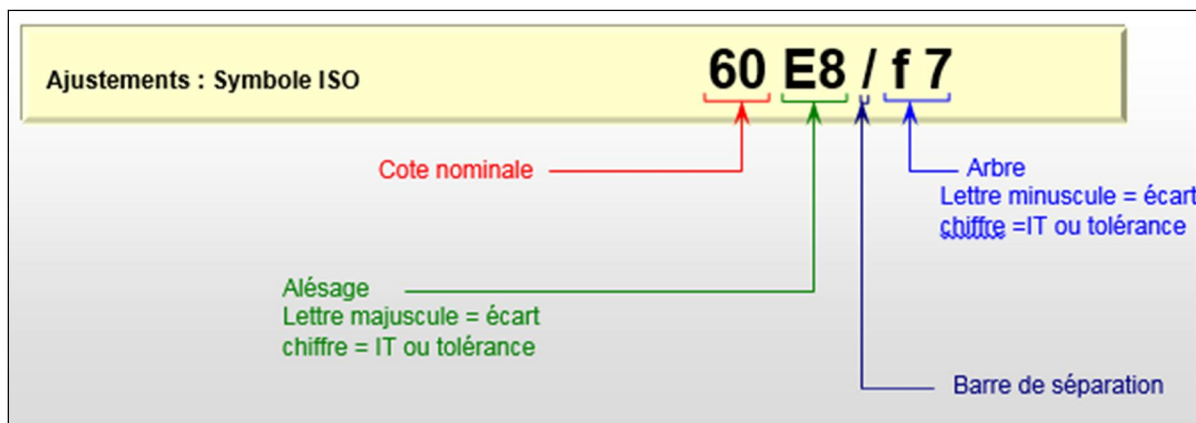 Ajustements : Symbole ISO 60 E8 / f 7
Cote nominale
Arbre
Lettre minuscule = écart
chiffre =IT ou tolérance
Alésage
Lettre majuscule = écart
chiffre = IT ou tolérance
Barre de séparation